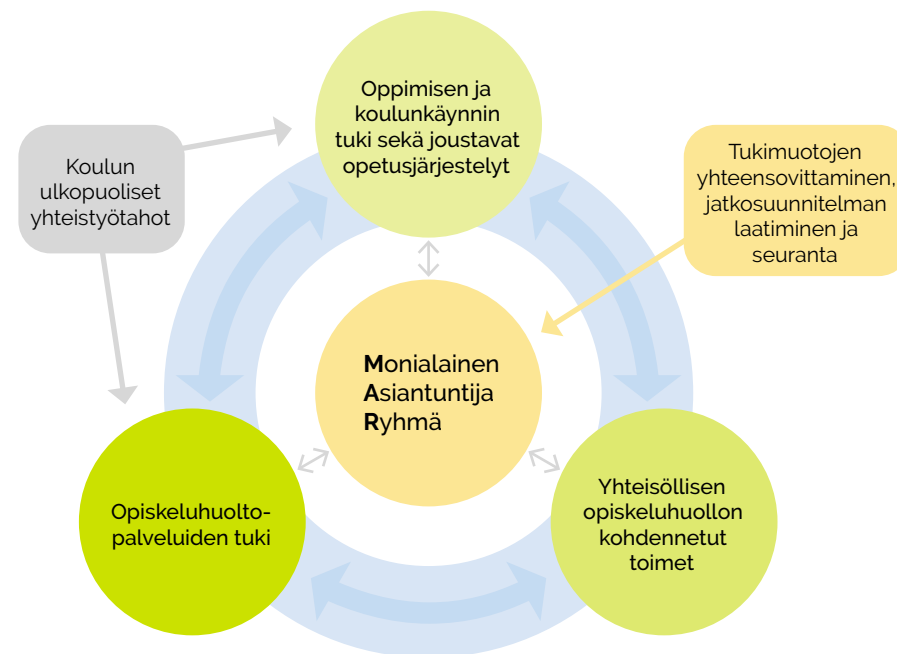 Oppimisen ja
koulunkäynnin
tuki sekä joustavat
opetusjärjestelyt
Koulun
ulkopuoliset
yhteistyötahot
Tukimuotojen
yhteensovittaminen,
jatkosuunnitelman
laatiminen ja
seuranta
Monialainen
Asiantuntija
Ryhmä
Opiskeluhuolto-
palveluiden tuki
Yhteisöllisen
opiskeluhuollon
kohdennetut
toimet